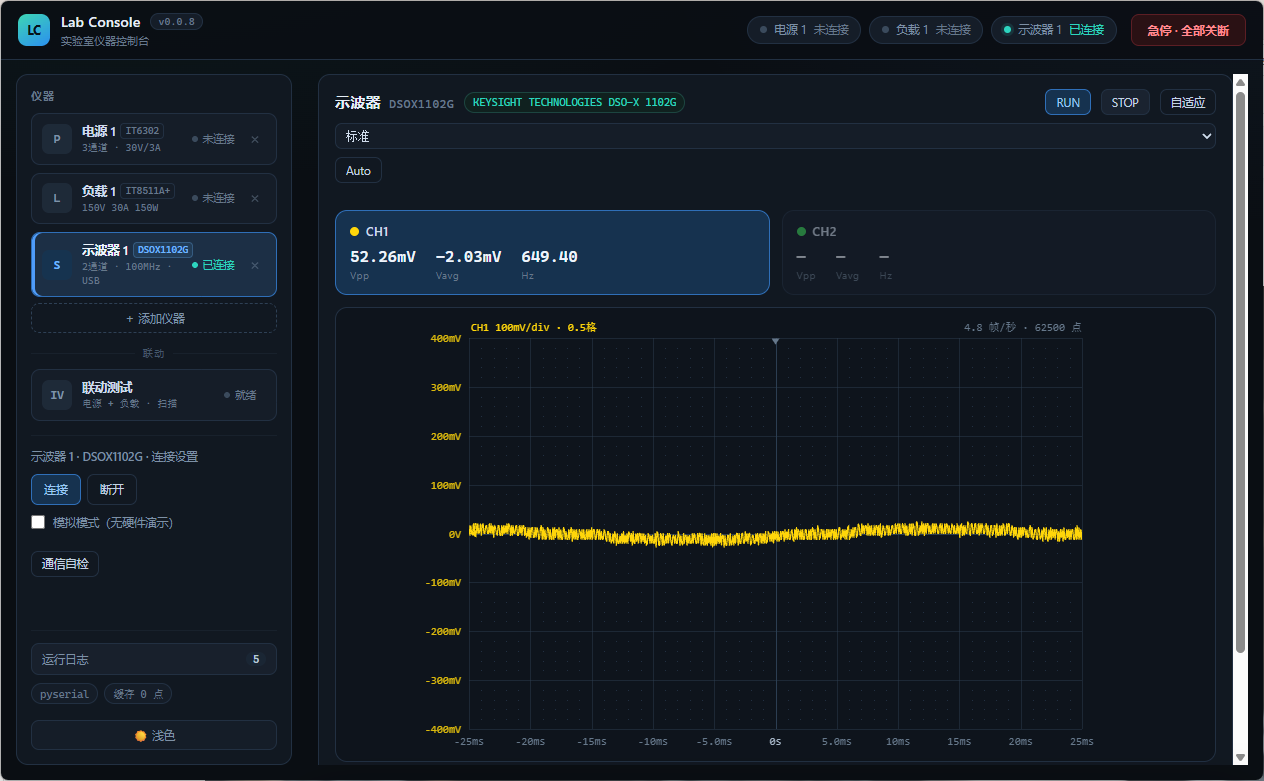 LC
Lab Console v0.0.8
实验室仪器控制台
电源 1 未连接
负载 1 未连接
示波器 1 已连接
急停 · 全部关断
仪器
P
电源 1 IT6302
3通道 · 30V/3A
未连接 ×
L
负载 1 IT8511A+
150V 30A 150W
未连接 ×
S
示波器 1 DSOX1102G
2通道 · 100MHz ·
USB
已连接 ×
+ 添加仪器
联动
IV
联动测试
电源 + 负载 · 扫描
就绪
示波器 1 · DSOX1102G · 连接设置
连接 断开
模拟模式（无硬件演示）
通信自检
运行日志 5
pyserial 缓存 0 点
浅色
示波器 DSOX1102G KEYSIGHT TECHNOLOGIES DSO-X 1102G
RUN STOP 自适应
标准
Auto
CH1
52.26mV −2.03mV 649.40
Vpp Vavg Hz
CH2
— — —
Vpp Vavg Hz
CH1 100mV/div · 0.5格
4.8 帧/秒 · 62500 点
400mV
300mV
200mV
100mV
0V
-100mV
-200mV
-300mV
-400mV
-25ms -20ms -15ms -10ms -5.0ms 0s 5.0ms 10ms 15ms 20ms 25ms